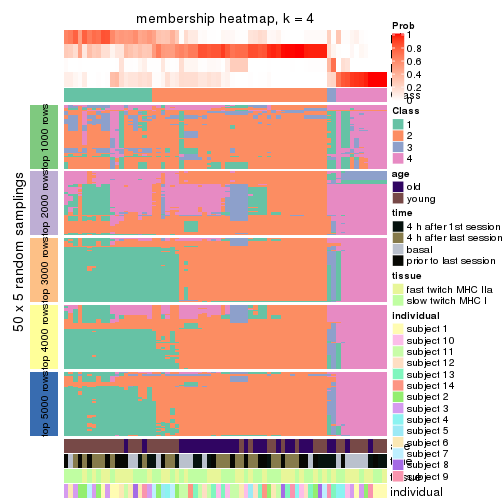 membership heatmap, k = 4
50 x 5 random samplings
top 1000 rows
top 2000 rows
top 3000 rows
top 4000 rows
top 5000 rows
Prob
1
0.8
0.6
0.4
0.2
0
Class
1
2
3
4
age
old
young
time
4 h after 1st session
4 h after last session
basal
prior to last session
tissue
fast twitch MHC IIa
slow twitch MHC I
individual
subject 1
subject 10
subject 11
subject 12
subject 13
subject 14
subject 2
subject 3
subject 4
subject 5
subject 6
subject 7
subject 8
subject 9
individual